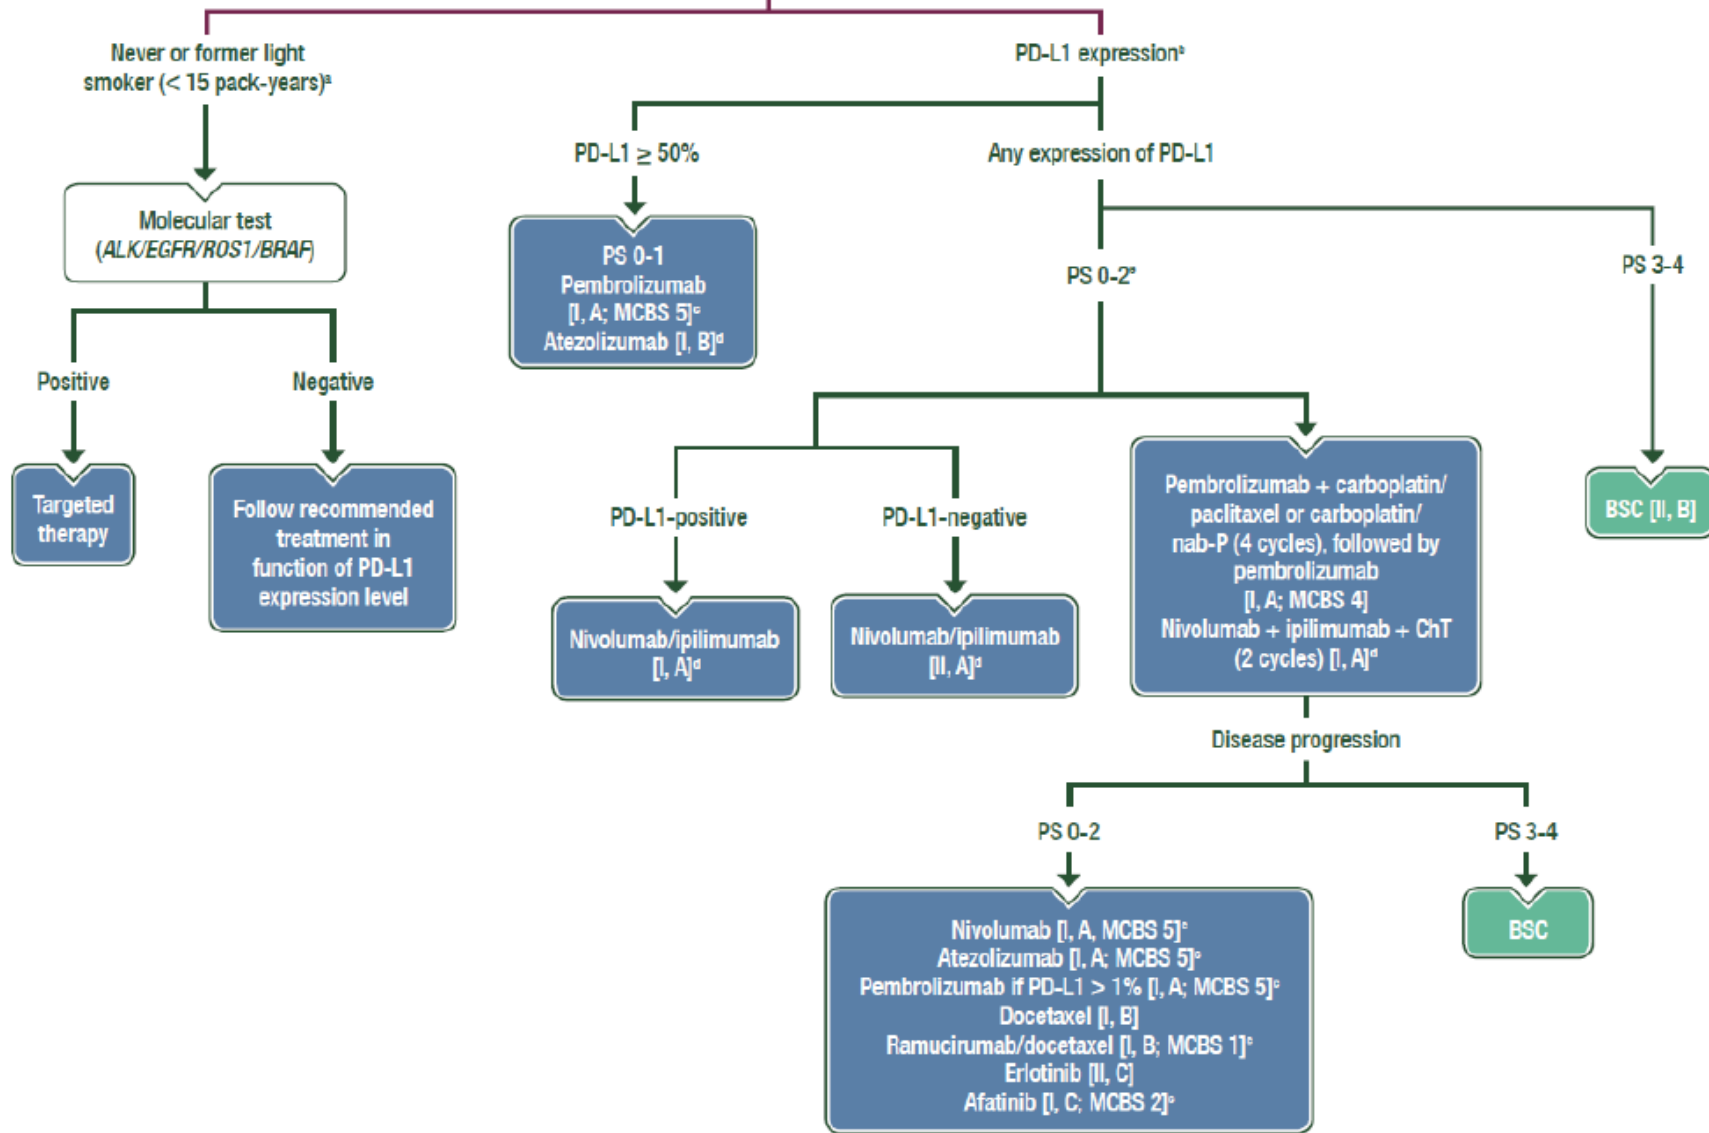 Never or former light
smoker (< 15 pack-years)ᵃ
PD-L1 expressionᵇ
PD-L1 ≥ 50%
Any expression of PD-L1
Molecular test
(ALK/EGFR/ROS1/BRAF)
PS 0-1
Pembrolizumab
[I, A; MCBS 5]ᶜ
Atezolizumab [I, B]ᵈ
PS 0-2ᵉ
PS 3-4
Positive
Negative
Targeted
therapy
Follow recommended
treatment in
function of PD-L1
expression level
PD-L1-positive
PD-L1-negative
Pembrolizumab + carboplatin/
paclitaxel or carboplatin/
nab-P (4 cycles), followed by
pembrolizumab
[I, A; MCBS 4]
Nivolumab + ipilimumab + ChT
(2 cycles) [I, A]ᵈ
BSC [II, B]
Nivolumab/ipilimumab
[I, A]ᵈ
Nivolumab/ipilimumab
[II, A]ᵈ
Disease progression
PS 0-2
PS 3-4
Nivolumab [I, A, MCBS 5]ᶜ
Atezolizumab [I, A; MCBS 5]ᶜ
Pembrolizumab if PD-L1 > 1% [I, A; MCBS 5]ᶜ
Docetaxel [I, B]
Ramucirumab/docetaxel [I, B; MCBS 1]ᶜ
Erlotinib [II, C]
Afatinib [I, C; MCBS 2]ᶜ
BSC